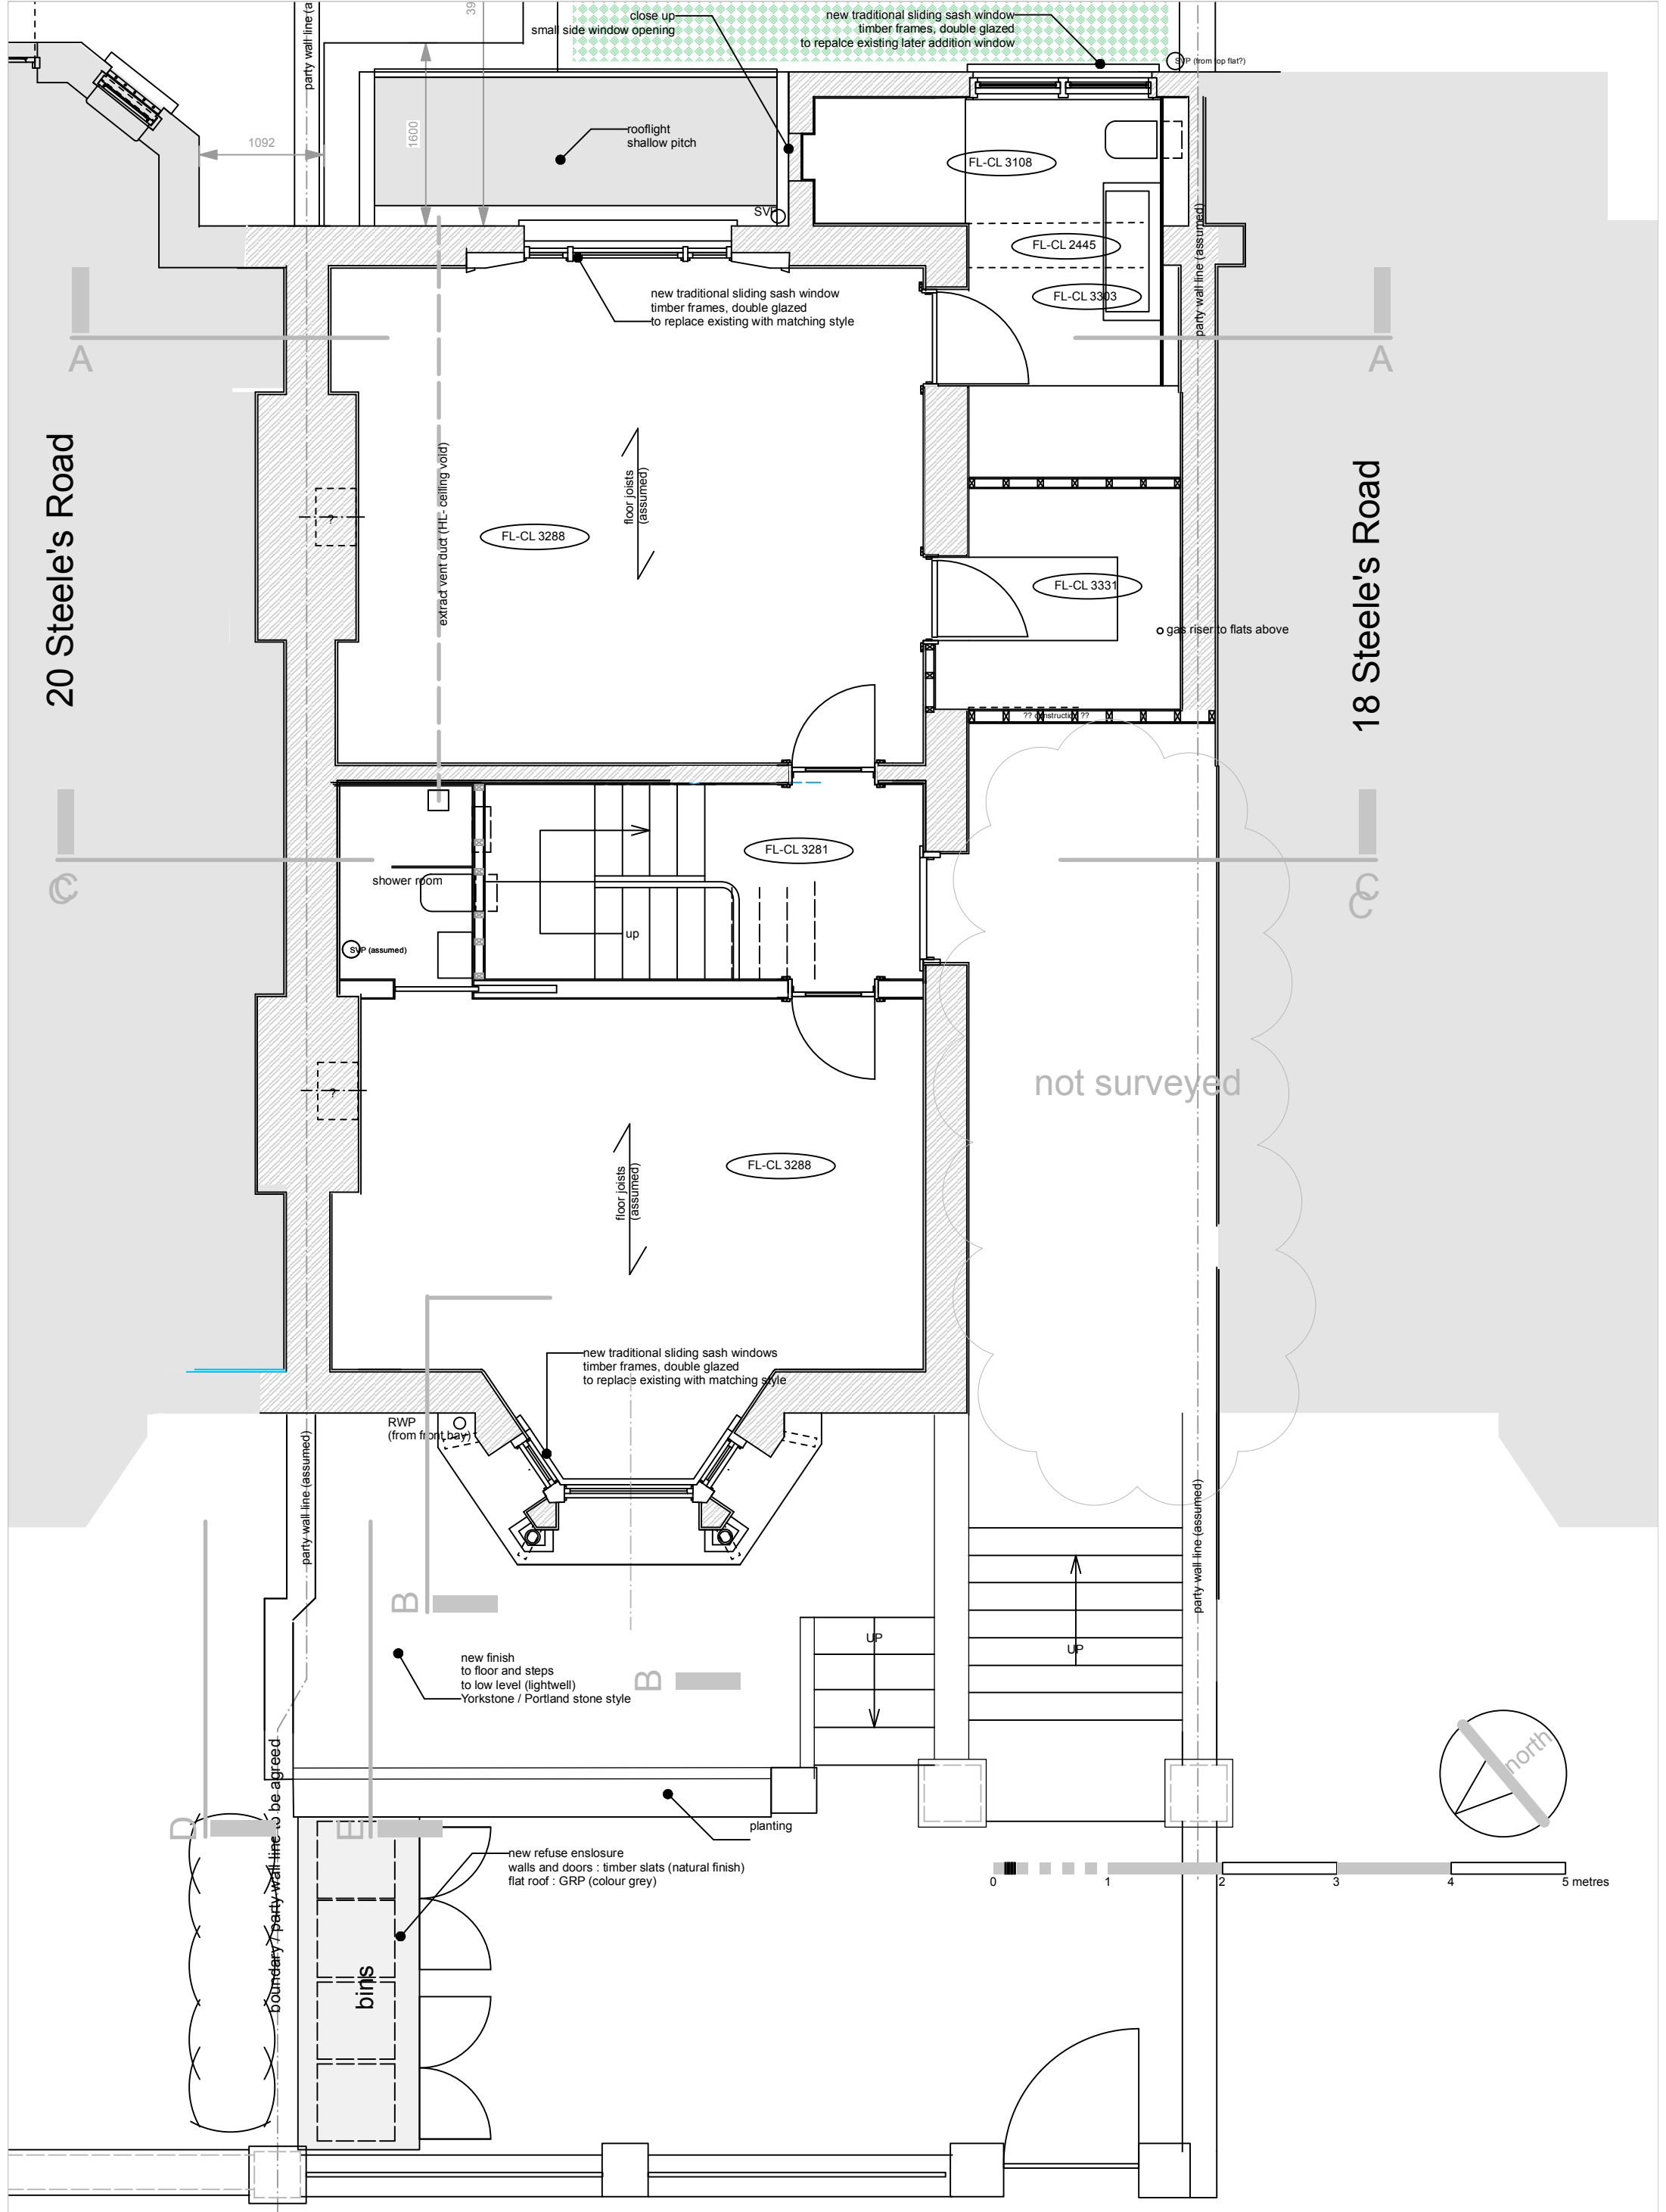 party wall line (a
39
close up
small side window opening
new traditional sliding sash window
timber frames, double glazed
to repalce existing later addition window
SVP (from top flat?)
1092
1600
rooflight
shallow pitch
FL-CL 3108
SVP
FL-CL 2445
FL-CL 3303
party wall line (assumed)
new traditional sliding sash window
timber frames, double glazed
to replace existing with matching style
A
A
20 Steele's Road
18 Steele's Road
extract vent duct (HL- ceiling void)
floor joists
(assumed)
?
FL-CL 3288
FL-CL 3331
gas riser to flats above
?? construction ??
FL-CL 3281
shower room
C
C
C
C
up
SVP (assumed)
not surveyed
?
floor joists
(assumed)
FL-CL 3288
new traditional sliding sash windows
timber frames, double glazed
to replace existing with matching style
RWP
(from front bay)
party wall line (assumed)
party wall line (assumed)
B
B
UP
UP
new finish
to floor and steps
to low level (lightwell)
Yorkstone / Portland stone style
north
boundary / party wall line to be agreed
D
E
planting
new refuse enslosure
walls and doors : timber slats (natural finish)
flat roof : GRP (colour grey)
0
1
2
3
4
5 metres
bins